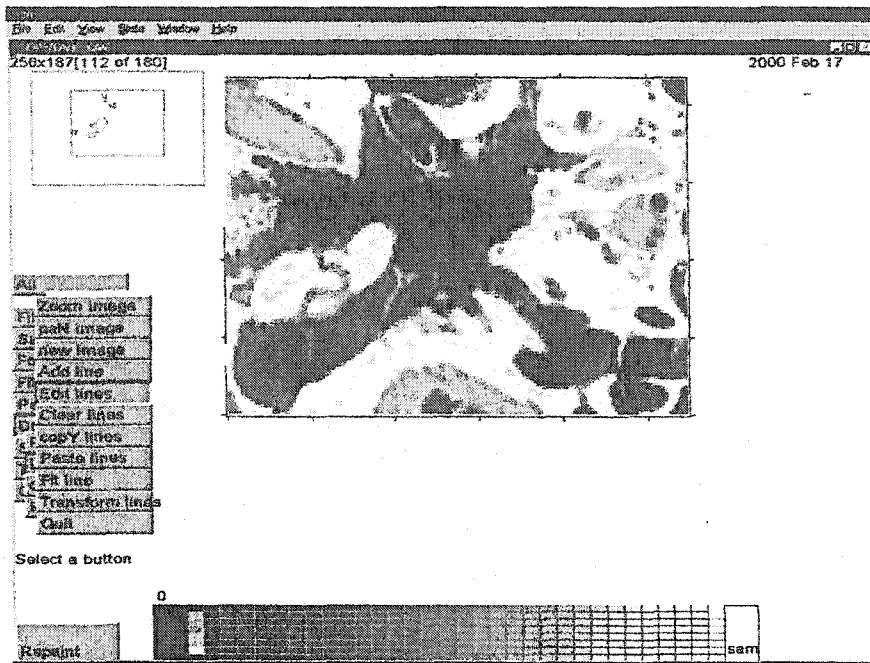 File Edit View State Window Help
256x187[112 of 180]
2000 Feb 17
All
Zoom image
paN image
new image
Add line
Edit lines
Clear lines
copY lines
Paste lines
Fit line
Transform lines
Quit
Select a button
0
Repaint
sam